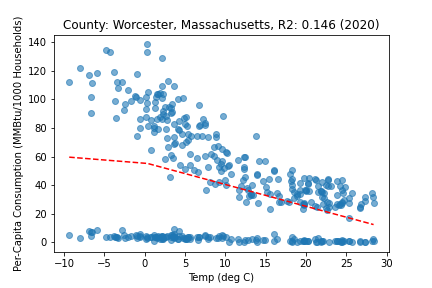 County: Worcester, Massachusetts, R2: 0.146 (2020)
Per-Capita Consumption (MMBtu/1000 Households)
140
120
100
80
60
40
20
0
−10 −5 0 5 10 15 20 25 30
Temp (deg C)